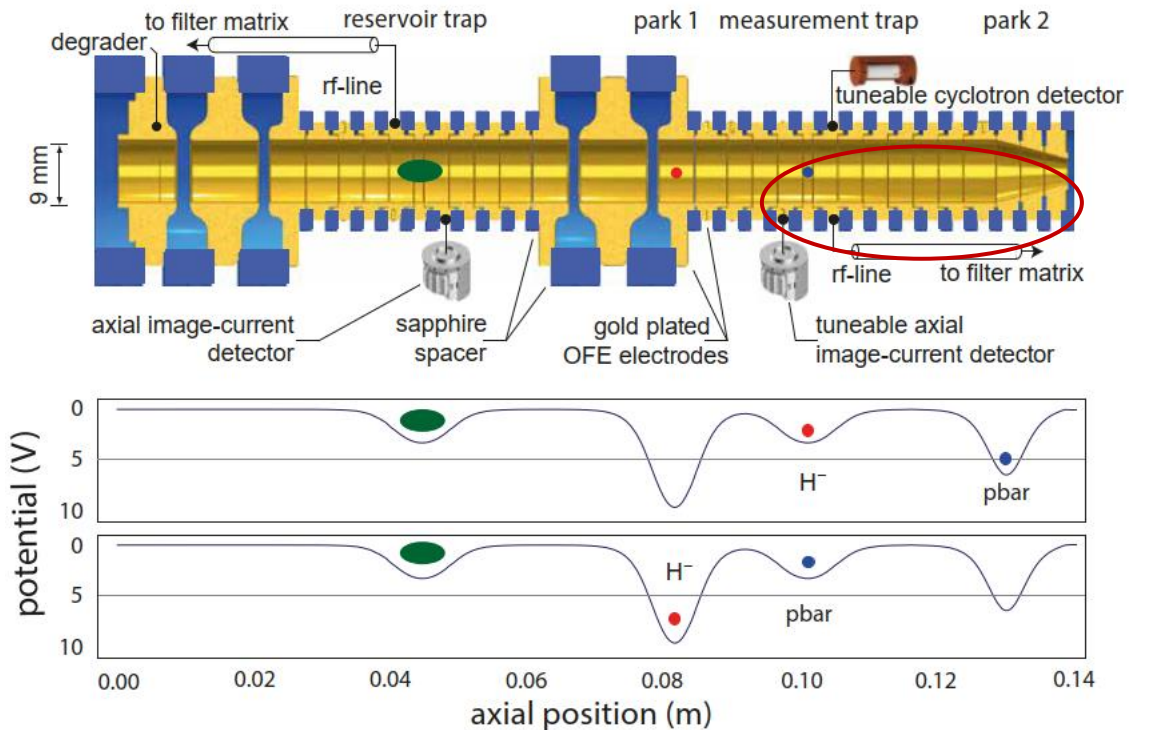 to filter matrix
reservoir trap
park 1
measurement trap
park 2
degrader
rf-line
tuneable cyclotron detector
9 mm
rf-line
to filter matrix
axial image-current
detector
sapphire
spacer
gold plated
OFE electrodes
tuneable axial
image-current detector
potential (V)
0
5
10
H⁻
pbar
0
5
10
H⁻
pbar
0.00
0.02
0.04
0.06
0.08
0.10
0.12
0.14
axial position (m)